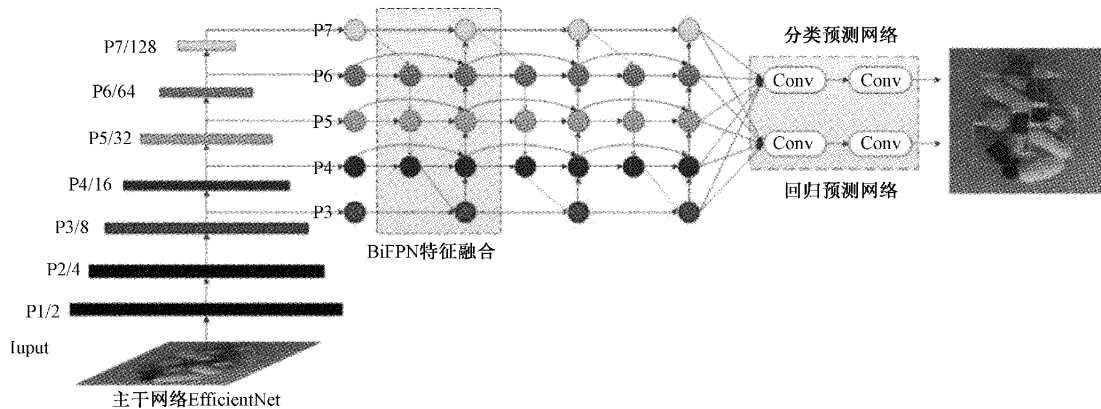 P7/128
P6/64
P5/32
P4/16
P3/8
P2/4
P1/2
Iuput
主干网络EfficientNet
P7
P6
P5
P4
P3
BiFPN特征融合
分类预测网络
Conv
Conv
Conv
Conv
回归预测网络